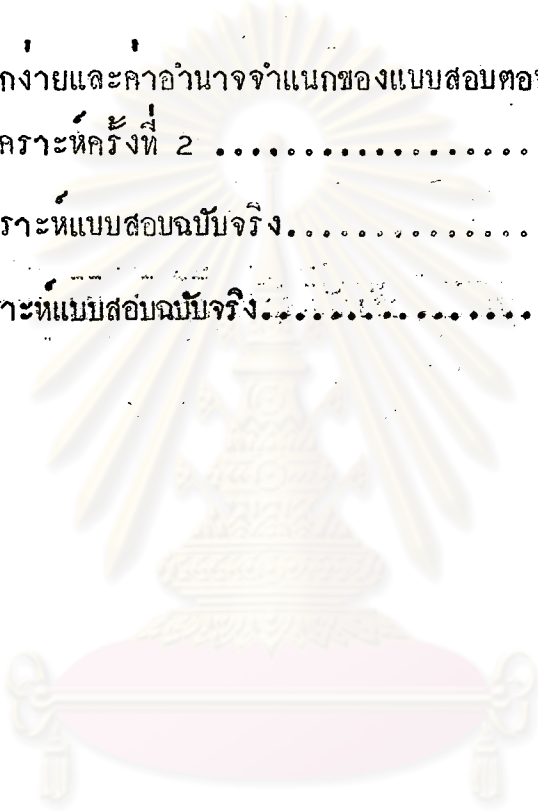 กง่ายและค่าอำนาจจำแนกของแบบสอบตอน
คราะห์ครั้งที่ 2 ..................
ราะห์แบบสอบฉบับจริง................
าะห์แบบสอบฉบับจริง.................